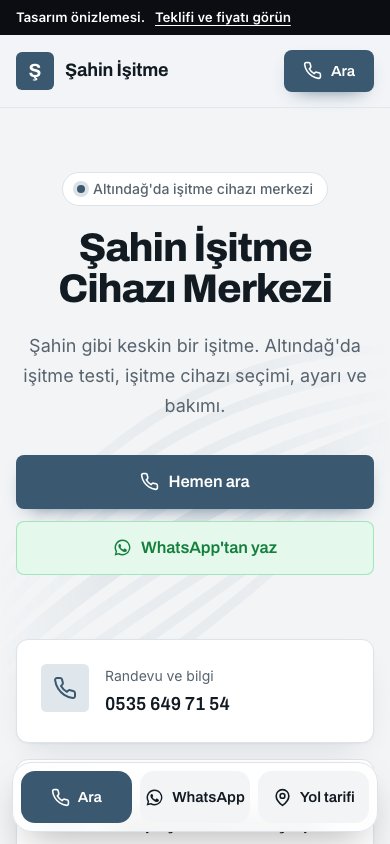 Tasarım önizlemesi. Teklifi ve fiyatı görün
Ş Şahin İşitme Ara
Altındağ'da işitme cihazı merkezi
Şahin İşitme
Cihazı Merkezi
Şahin gibi keskin bir işitme. Altındağ'da
işitme testi, işitme cihazı seçimi, ayarı ve
bakımı.
Hemen ara
WhatsApp'tan yaz
Randevu ve bilgi
0535 649 71 54
Ara WhatsApp Yol tarifi